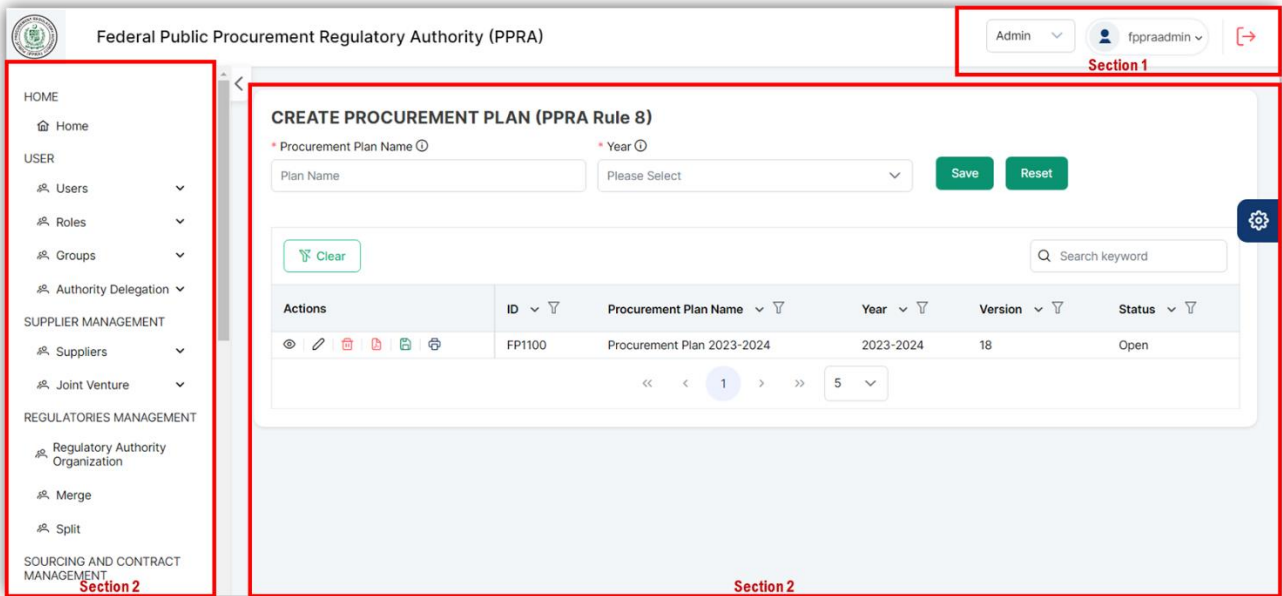 Federal Public Procurement Regulatory Authority (PPRA)
Admin
fppraadmin
Section 1
HOME
Home
USER
Users
Roles
Groups
Authority Delegation
SUPPLIER MANAGEMENT
Suppliers
Joint Venture
REGULATORIES MANAGEMENT
Regulatory Authority
Organization
Merge
Split
SOURCING AND CONTRACT
MANAGEMENT
Section 2
CREATE PROCUREMENT PLAN (PPRA Rule 8)
* Procurement Plan Name * Year
Plan Name Please Select Save Reset
Clear Search keyword
Actions ID Procurement Plan Name Year Version Status
FP1100 Procurement Plan 2023-2024 2023-2024 18 Open
<< < 1 > >> 5
Section 2